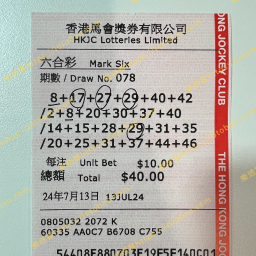 香港馬會獎券有限公司
HKJC Lotteries Limited
六合彩 Mark Six
期數 / Draw No. 078
8+17+27+29+40+42
/2+8+20+30+37+40
/14+15+28+29+31+35
/20+25+31+37+44+46
每注 Unit Bet $10.00
總額 Total $40.00
24年7月13日 13JUL24
0805032 2072 K
60335 AA0C7 B6708 C755
NG JOCKEY CLUB
THE HONG KONG JOC